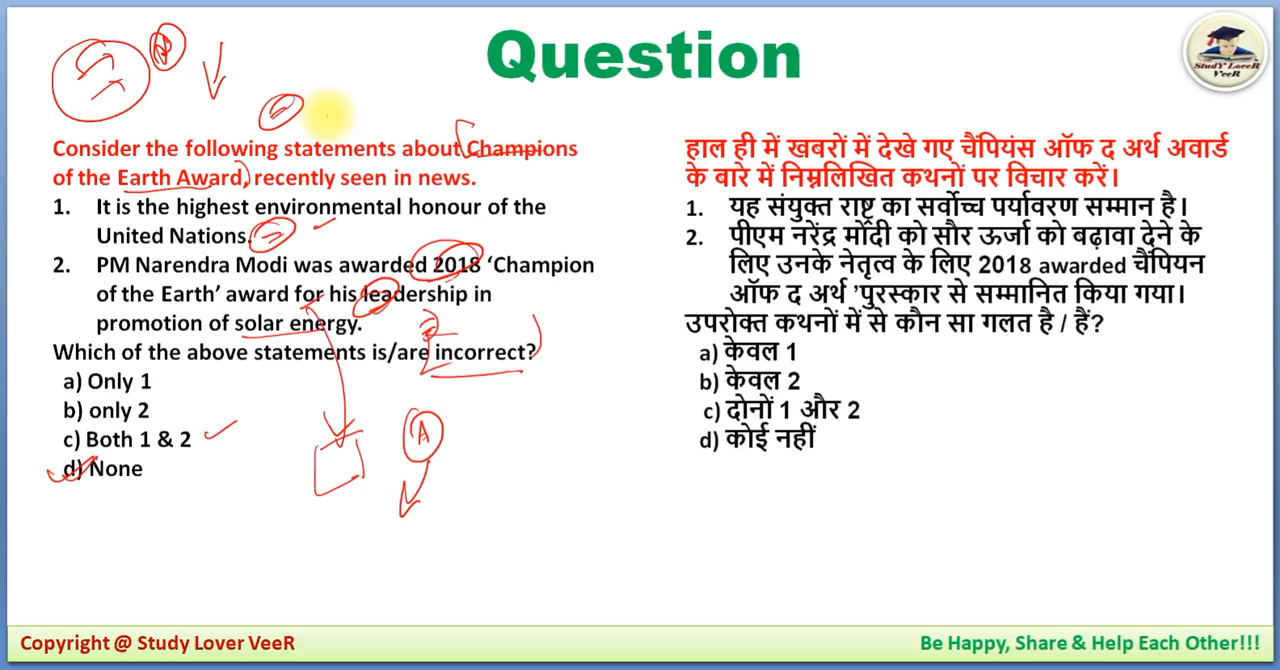 Question
StudY LoveR
VeeR
Consider the following statements about Champions
of the Earth Award, recently seen in news.
1. It is the highest environmental honour of the
United Nations.
2. PM Narendra Modi was awarded 2018 ‘Champion
of the Earth’ award for his leadership in
promotion of solar energy.
Which of the above statements is/are incorrect?
a) Only 1
b) only 2
c) Both 1 & 2
d) None
A
हाल ही में खबरों में देखे गए चैंपियंस ऑफ द अर्थ अवार्ड
के बारे में निम्नलिखित कथनों पर विचार करें।
1. यह संयुक्त राष्ट्र का सर्वोच्च पर्यावरण सम्मान है।
2. पीएम नरेंद्र मोदी को सौर ऊर्जा को बढ़ावा देने के
लिए उनके नेतृत्व के लिए 2018 awarded चैंपियन
ऑफ द अर्थ ’पुरस्कार से सम्मानित किया गया।
उपरोक्त कथनों में से कौन सा गलत है / हैं?
a) केवल 1
b) केवल 2
c) दोनों 1 और 2
d) कोई नहीं
Copyright @ Study Lover VeeR
Be Happy, Share & Help Each Other!!!